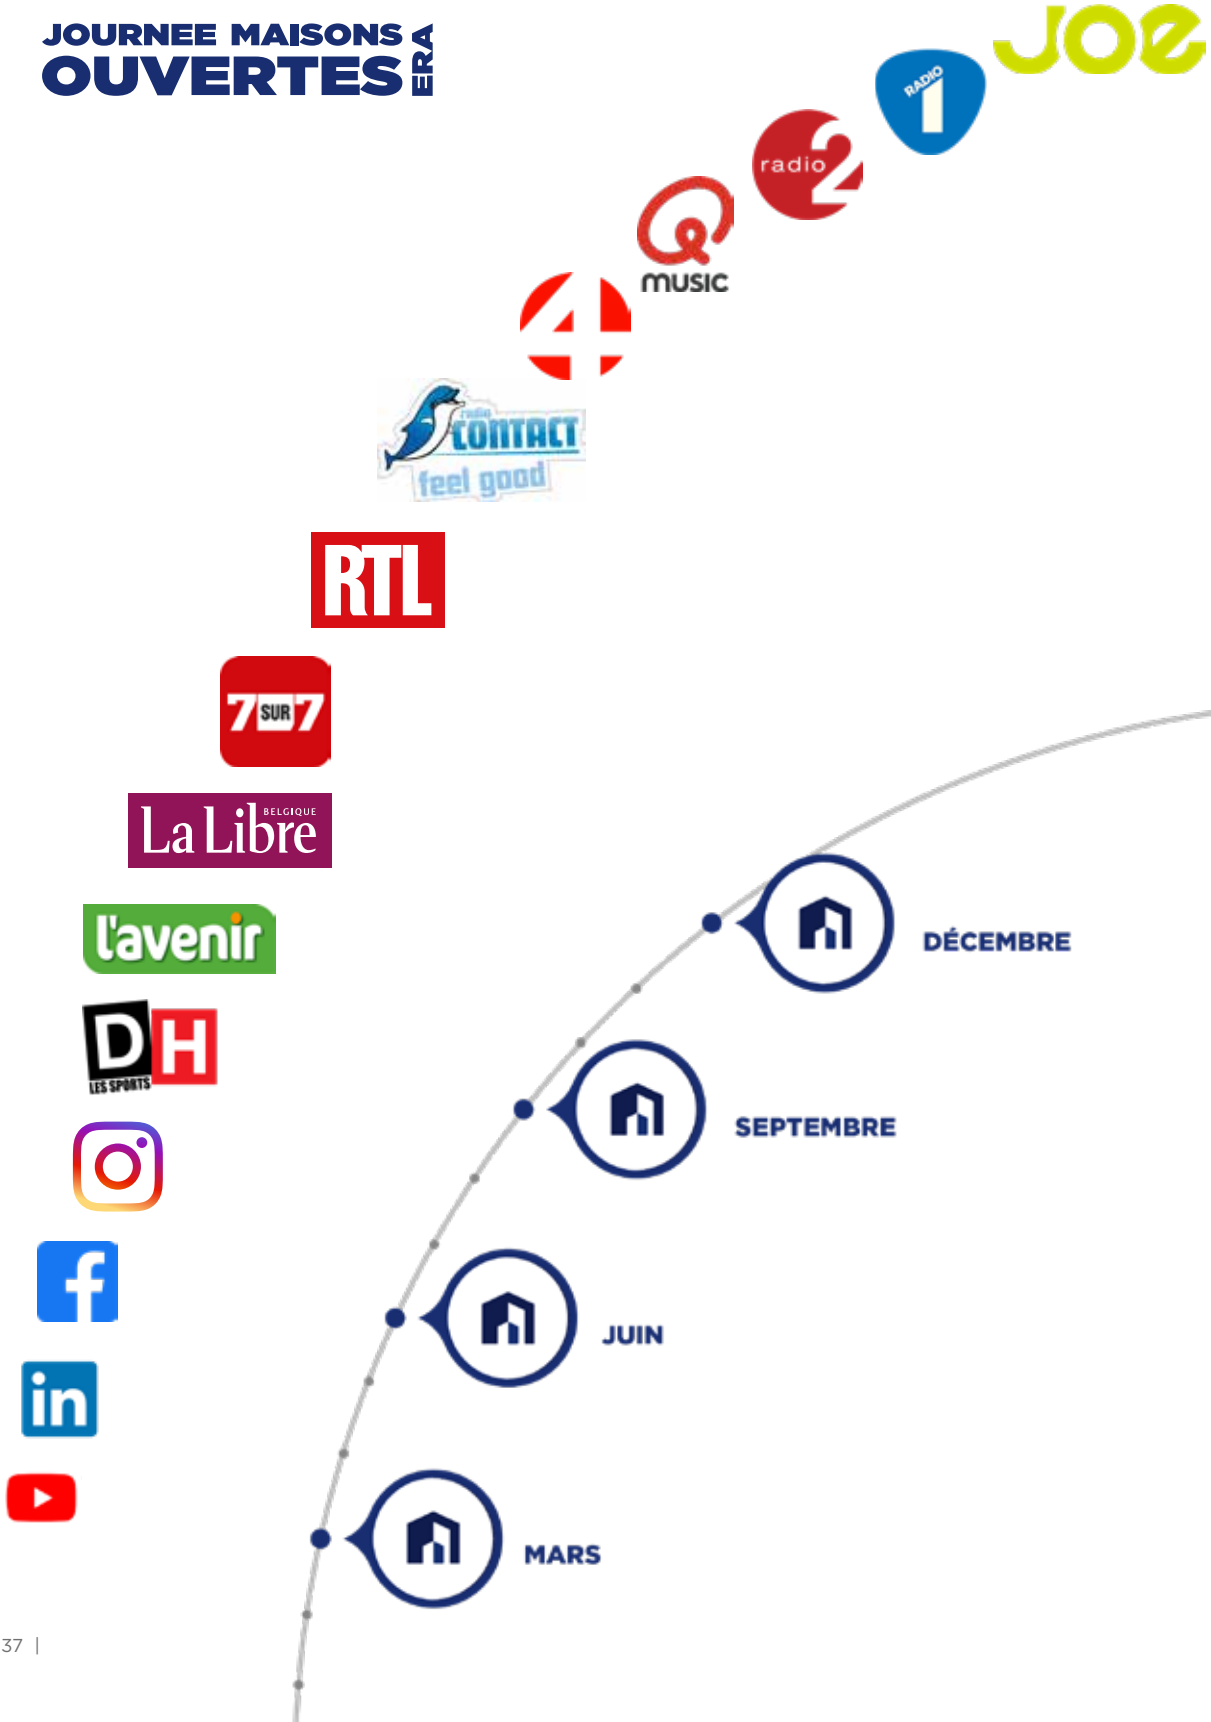 JOURNEE MAISONS
OUVERTES
ERA
JOE
RADIO
1
radio
2
Q
MUSIC
4
radio
CONTACT
feel good
RTL
7 SUR 7
BELGIQUE
La Libre
l'avenir
DÉCEMBRE
DH
LES SPORTS
SEPTEMBRE
f
JUIN
in
MARS
37 |